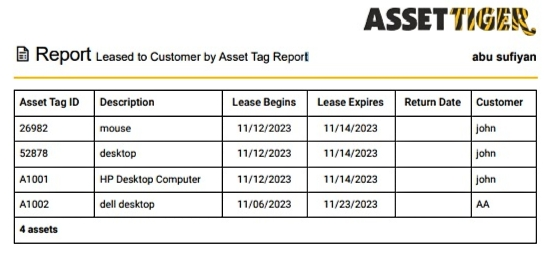 ASSETTIGER
Report Leased to Customer by Asset Tag Report
abu sufiyan
Asset Tag ID Description Lease Begins Lease Expires Return Date Customer
26982 mouse 11/12/2023 11/14/2023 john
52878 desktop 11/12/2023 11/14/2023 john
A1001 HP Desktop Computer 11/12/2023 11/14/2023 john
A1002 dell desktop 11/06/2023 11/23/2023 AA
4 assets